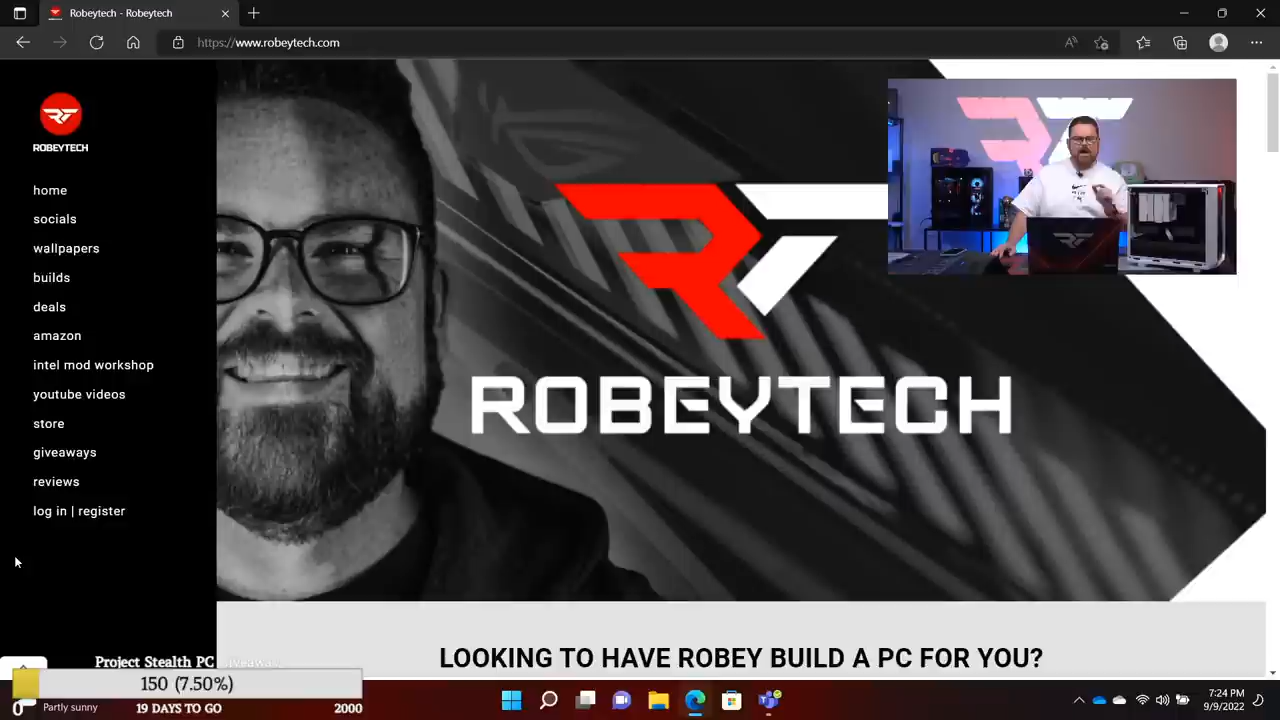 Robeytech - Robeytech
https://www.robeytech.com
ROBEYTECH
home
socials
wallpapers
builds
deals
amazon
intel mod workshop
youtube videos
store
giveaways
reviews
log in | register
ROBEYTECH
LOOKING TO HAVE ROBEY BUILD A PC FOR YOU?
Project Stealth PC
150 (7.50%)
0
19 DAYS TO GO
2000
Partly sunny
7:24 PM
9/9/2022